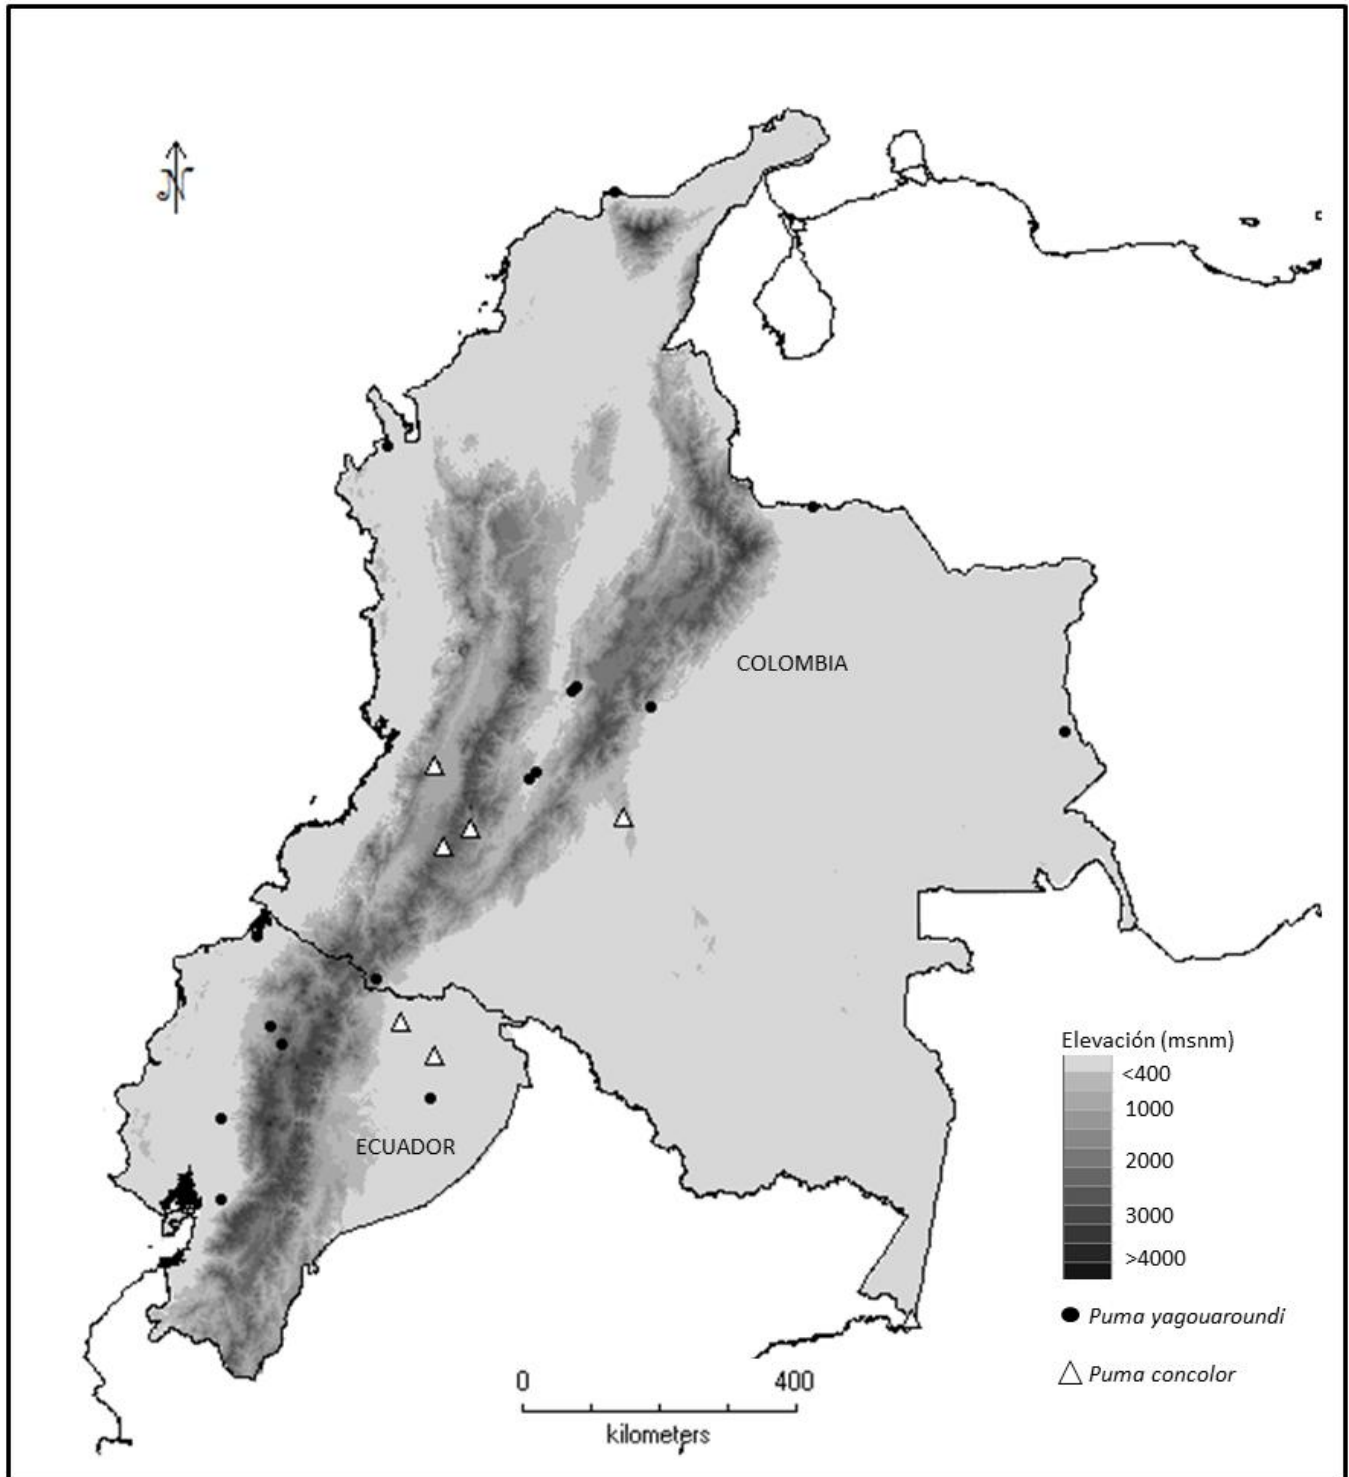 N
COLOMBIA
ECUADOR
Elevación (msnm)
<400
1000
2000
3000
>4000
Puma yagouaroundi
Puma concolor
0 400
kilometers